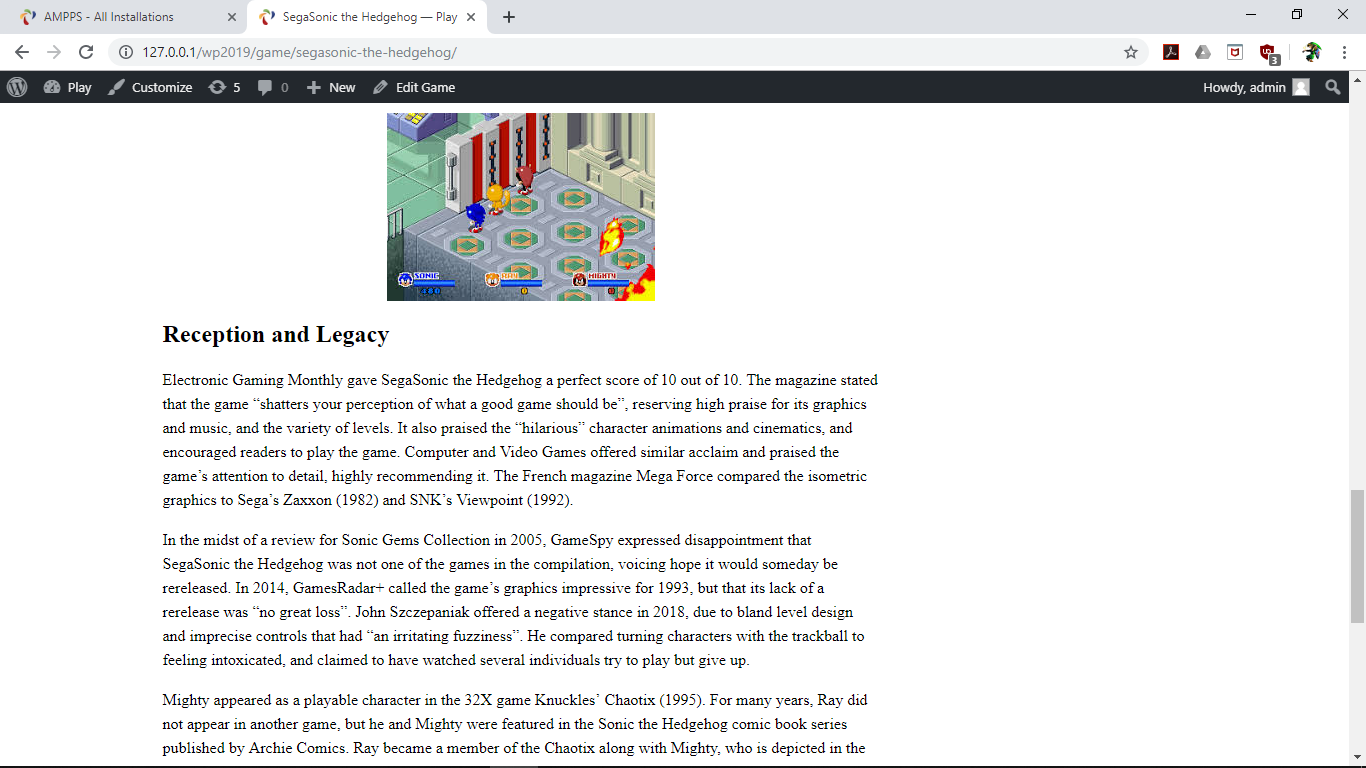 AMPPS - All Installations
SegaSonic the Hedgehog — Play
127.0.0.1/wp2019/game/segasonic-the-hedgehog/
3
Play Customize 5 0 New Edit Game Howdy, admin
SONIC RAY MIGHTY
0 0
Reception and Legacy
Electronic Gaming Monthly gave SegaSonic the Hedgehog a perfect score of 10 out of 10. The magazine stated
that the game “shatters your perception of what a good game should be”, reserving high praise for its graphics
and music, and the variety of levels. It also praised the “hilarious” character animations and cinematics, and
encouraged readers to play the game. Computer and Video Games offered similar acclaim and praised the
game’s attention to detail, highly recommending it. The French magazine Mega Force compared the isometric
graphics to Sega’s Zaxxon (1982) and SNK’s Viewpoint (1992).
In the midst of a review for Sonic Gems Collection in 2005, GameSpy expressed disappointment that
SegaSonic the Hedgehog was not one of the games in the compilation, voicing hope it would someday be
rereleased. In 2014, GamesRadar+ called the game’s graphics impressive for 1993, but that its lack of a
rerelease was “no great loss”. John Szczepaniak offered a negative stance in 2018, due to bland level design
and imprecise controls that had “an irritating fuzziness”. He compared turning characters with the trackball to
feeling intoxicated, and claimed to have watched several individuals try to play but give up.
Mighty appeared as a playable character in the 32X game Knuckles’ Chaotix (1995). For many years, Ray did
not appear in another game, but he and Mighty were featured in the Sonic the Hedgehog comic book series
published by Archie Comics. Ray became a member of the Chaotix along with Mighty, who is depicted in the